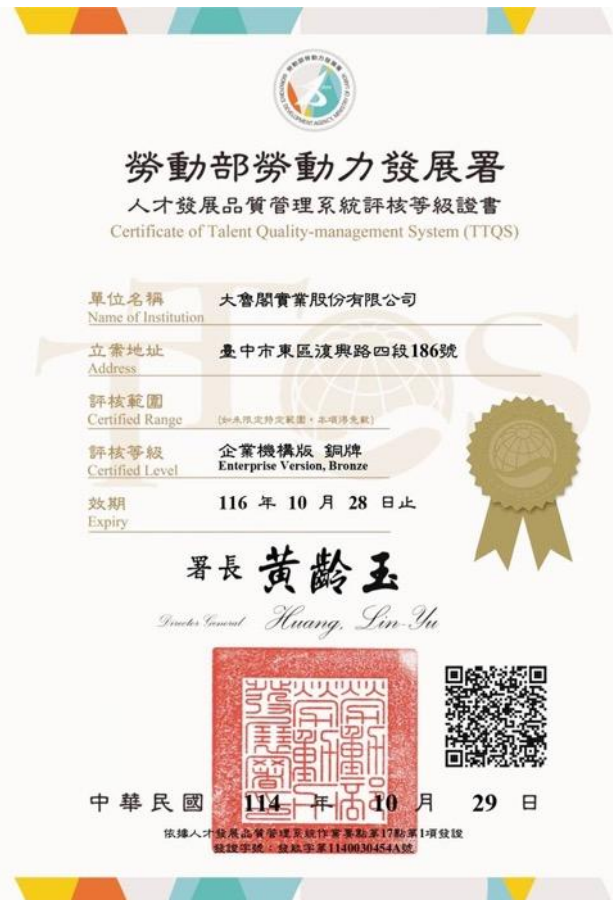 勞動部勞動力發展署
人才發展品質管理系統評核等級證書
Certificate of Talent Quality-management System (TTQS)
單位名稱 大魯閣實業股份有限公司
Name of Institution
立案地址 臺中市東區復興路四段186號
Address
評核範圍
Certified Range (如未限定特定範圍，本項得免載)
評核等級 企業機構版 銅牌
Certified Level Enterprise Version, Bronze
效期 116 年 10 月 28 日止
Expiry
署長 黃齡玉
Director General Huang, Lin-Yu
中華民國 114 年 10 月 29 日
依據人才發展品質管理系統作業要點第17點第1項發證
發證字號：發訓字第1140030454A號